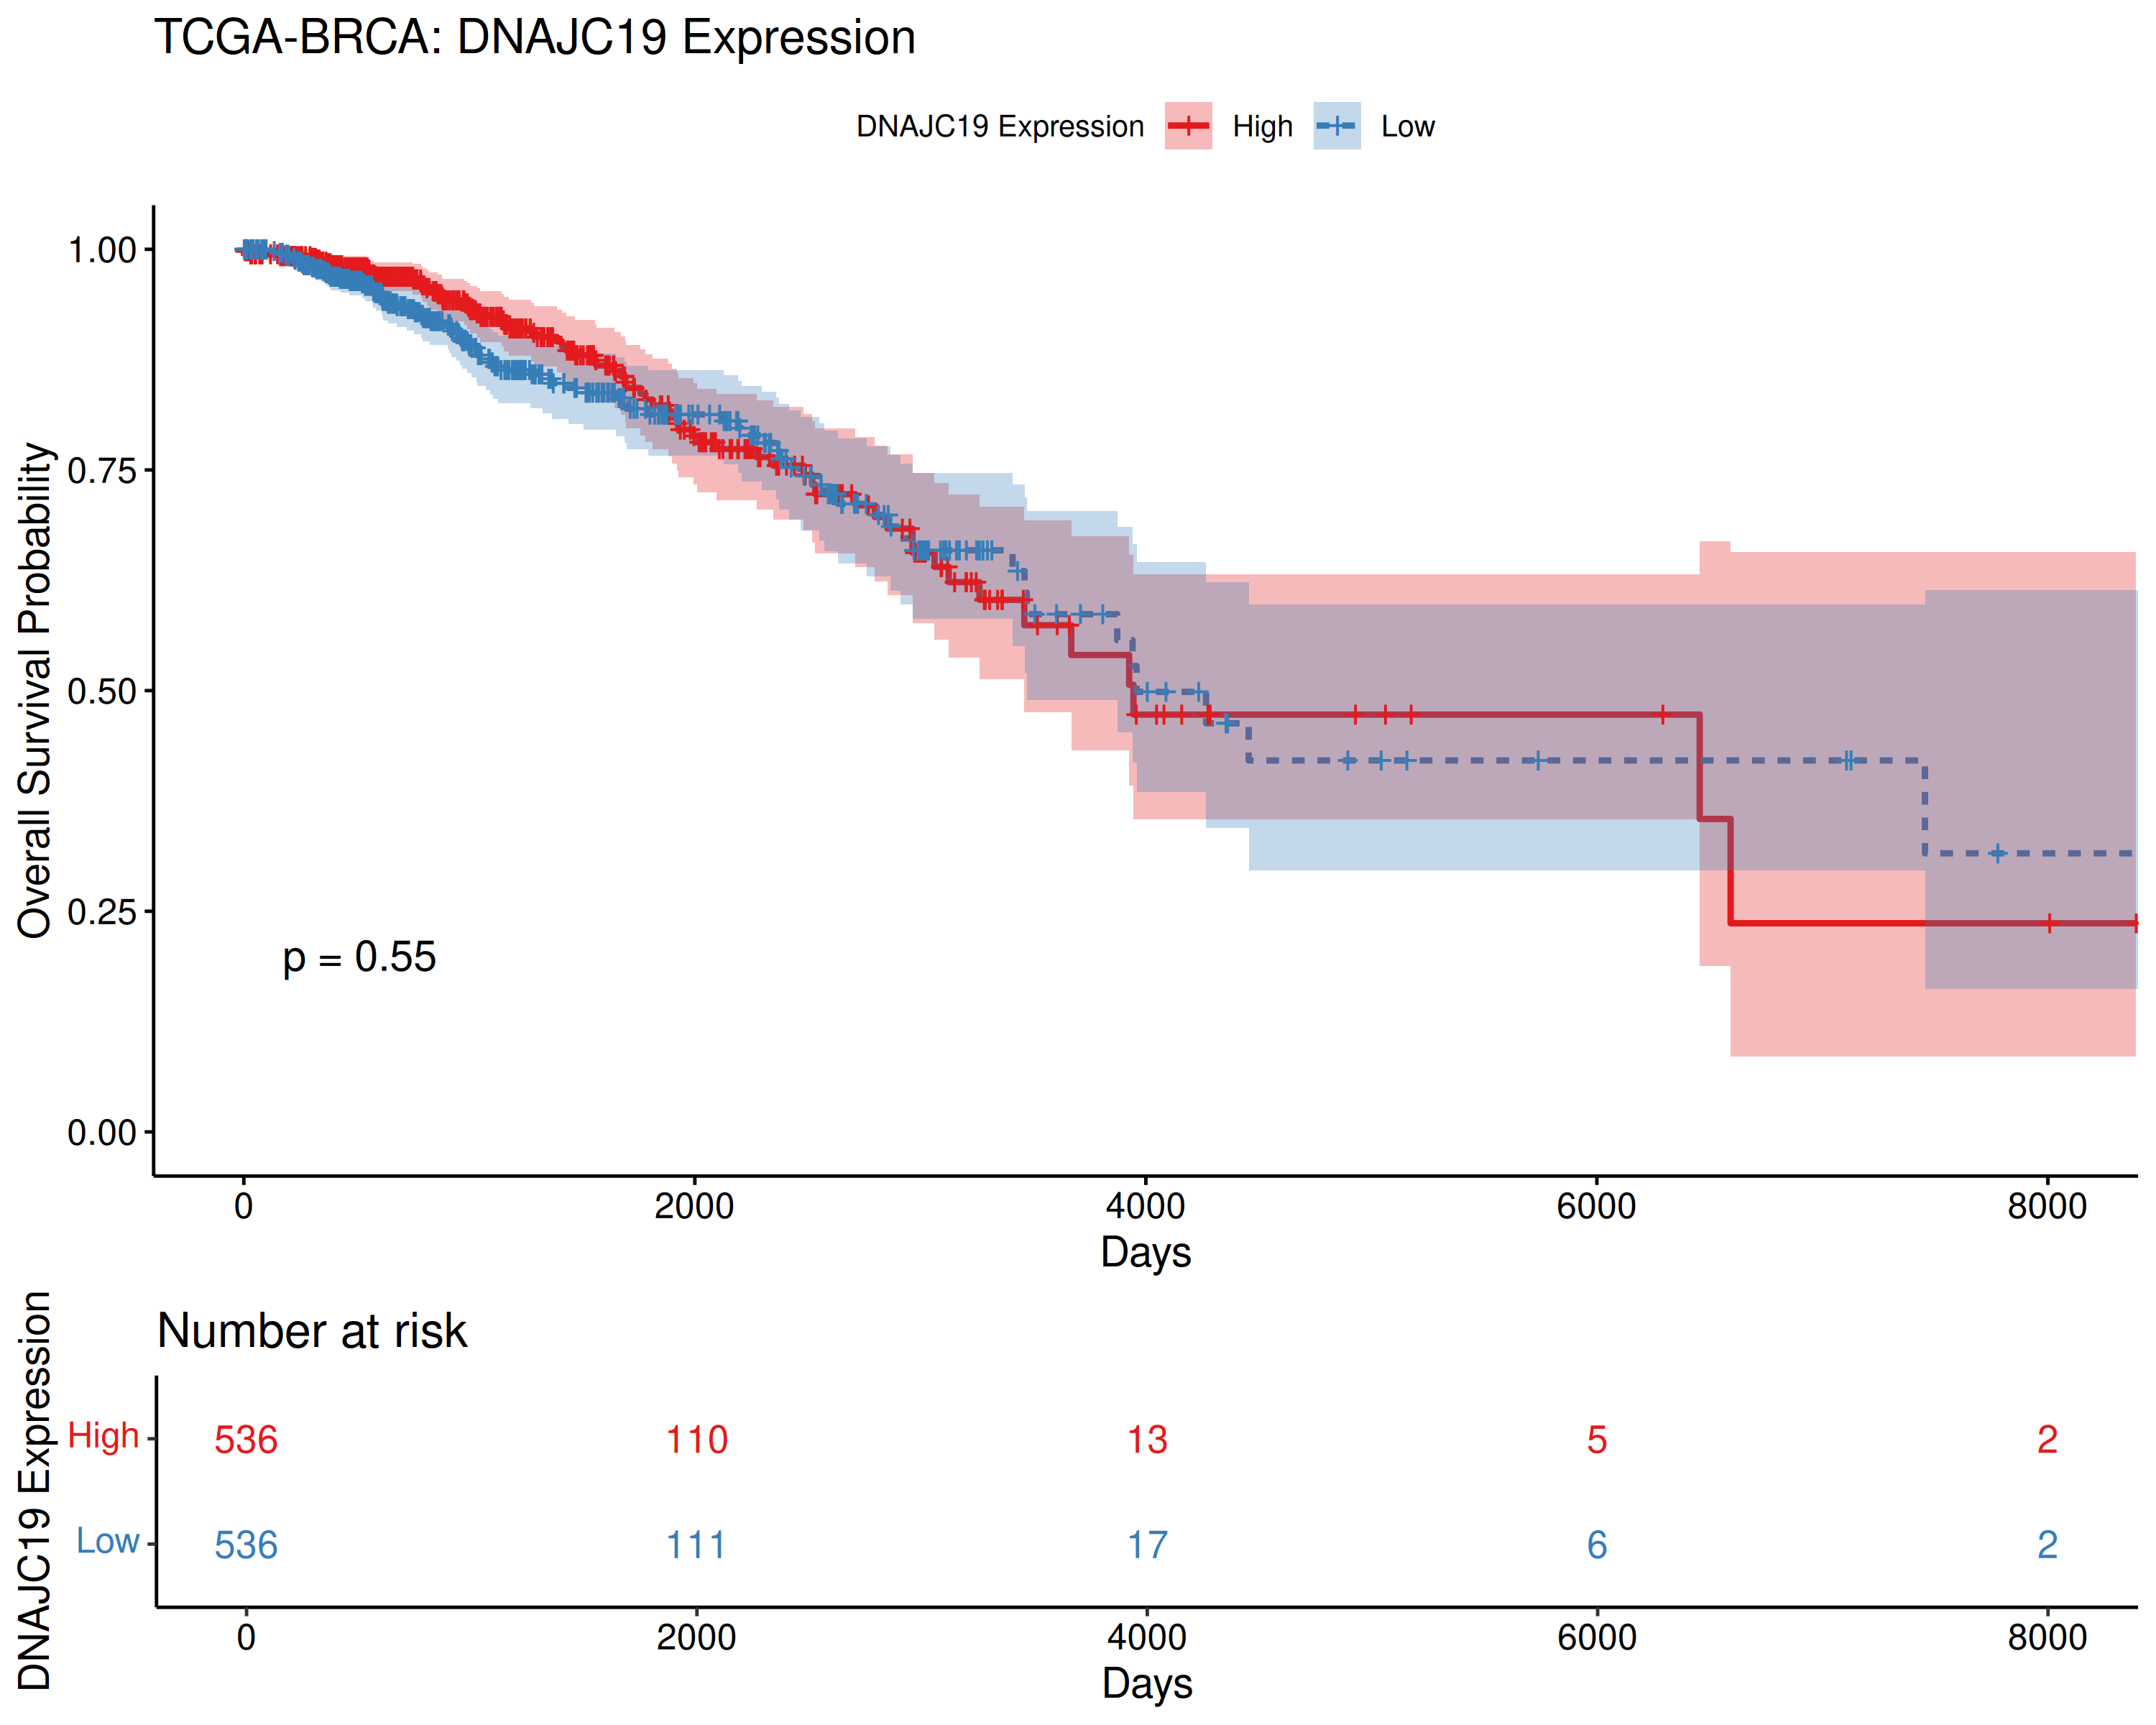 TCGA-BRCA: DNAJC19 Expression
DNAJC19 Expression High Low
Overall Survival Probability
1.00
0.75
0.50
0.25
0.00
p = 0.55
0 2000 4000 6000 8000
Days
Number at risk
DNAJC19 Expression
High 536 110 13 5 2
Low 536 111 17 6 2
0 2000 4000 6000 8000
Days